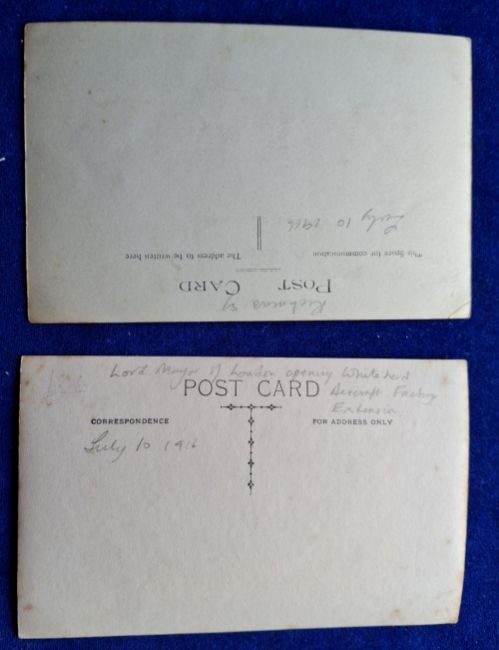 Richmond Sy
POST CARD
This Space for communication
The address to be written here
July 10 1916
Lord Mayor of London opening Whitehead
POST CARD
Aircraft Factory
Extension
CORRESPONDENCE
FOR ADDRESS ONLY
July 10 1916